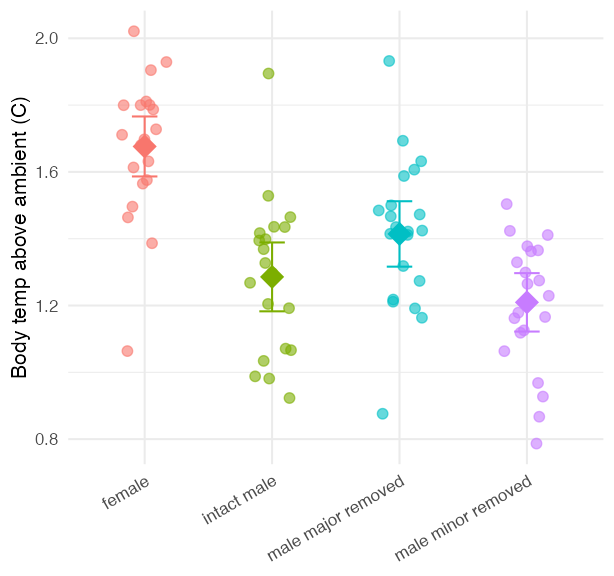 Body temp above ambient (C)
2.0
1.6
1.2
0.8
female
intact male
male major removed
male minor removed